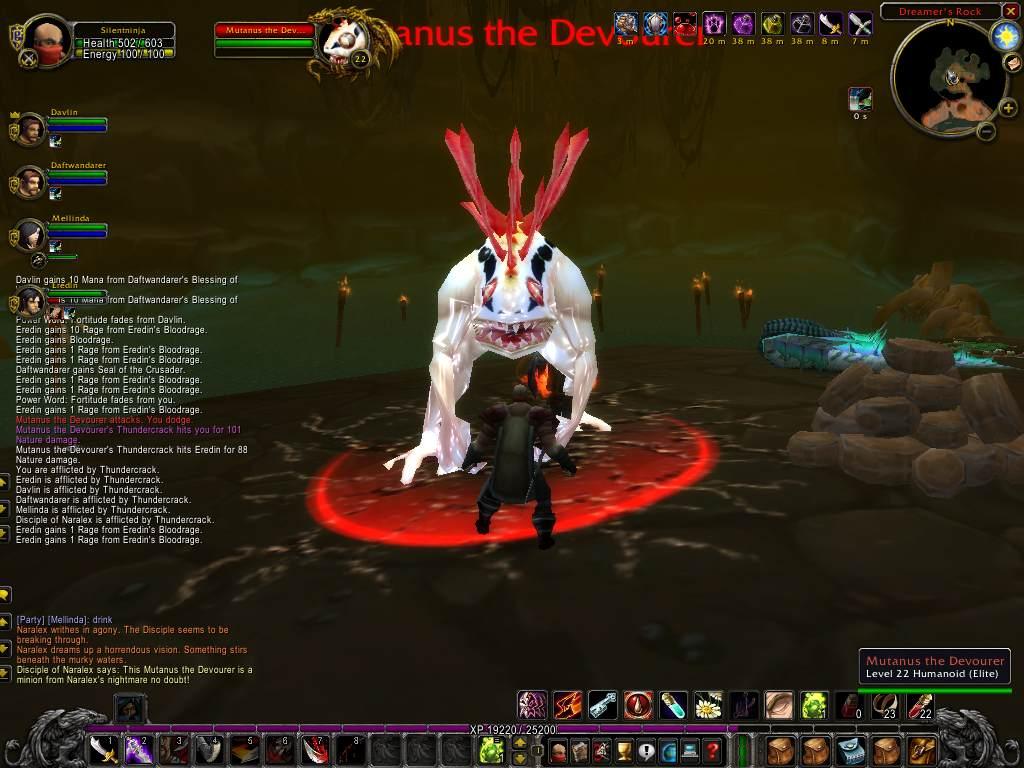 Silentninja
Health 502 / 603
Energy 100 / 100
Mutanus the Dev...
22
anus the Devourer
3 m
20 m
38 m
38 m
38 m
8 m
7 m
Dreamer's Rock
N
0 s
Davlin
Daftwandarer
Mellinda
Davlin gains 10 Mana from Daftwandarer's Blessing of
Eredin
10 Mana from Daftwandarer's Blessing of
Power Word: Fortitude fades from Davlin.
Eredin gains 10 Rage from Eredin's Bloodrage.
Eredin gains Bloodrage.
Eredin gains 1 Rage from Eredin's Bloodrage.
Eredin gains 1 Rage from Eredin's Bloodrage.
Daftwandarer gains Seal of the Crusader.
Eredin gains 1 Rage from Eredin's Bloodrage.
Eredin gains 1 Rage from Eredin's Bloodrage.
Power Word: Fortitude fades from you.
Eredin gains 1 Rage from Eredin's Bloodrage.
Mutanus the Devourer attacks. You dodge.
Mutanus the Devourer's Thundercrack hits you for 101
Nature damage.
Mutanus the Devourer's Thundercrack hits Eredin for 88
Nature damage.
You are afflicted by Thundercrack.
Eredin is afflicted by Thundercrack.
Davlin is afflicted by Thundercrack.
Daftwandarer is afflicted by Thundercrack.
Mellinda is afflicted by Thundercrack.
Disciple of Naralex is afflicted by Thundercrack.
Eredin gains 1 Rage from Eredin's Bloodrage.
Eredin gains 1 Rage from Eredin's Bloodrage.
[Party] [Mellinda]: drink
Naralex writhes in agony. The Disciple seems to be
breaking through.
Naralex dreams up a horrendous vision. Something stirs
beneath the murky waters.
Disciple of Naralex says: This Mutanus the Devourer is a
minion from Naralex's nightmare no doubt!
Mutanus the Devourer
Level 22 Humanoid (Elite)
0
23
22
XP 19220 / 25200
1
2
3
4
5
6
7
8
=
1